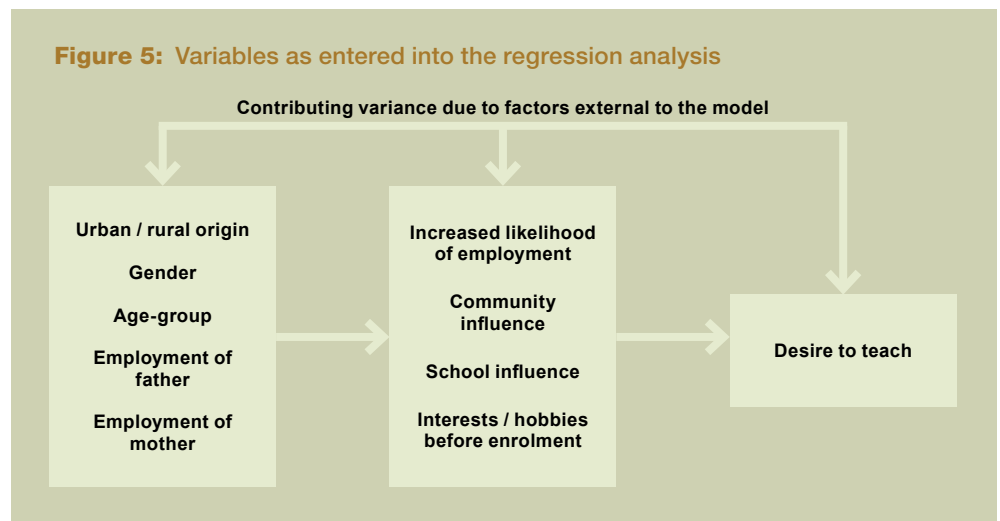 Figure 5: Variables as entered into the regression analysis
Contributing variance due to factors external to the model
Urban / rural origin
Gender
Age-group
Employment of
father
Employment of
mother
Increased likelihood
of employment
Community
influence
School influence
Interests / hobbies
before enrolment
Desire to teach